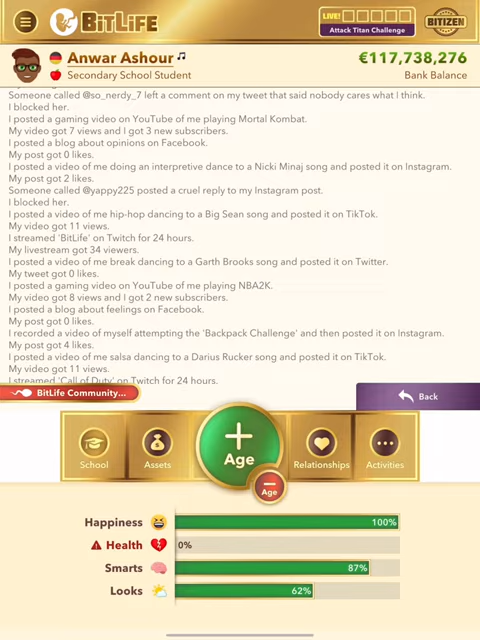 BitLife
LIVE!
Attack Titan Challenge
BITIZEN
Anwar Ashour
€117,738,276
Secondary School Student
Bank Balance
Someone called @so_nerdy_7 left a comment on my tweet that said nobody cares what I think.
I blocked her.
I posted a gaming video on YouTube of me playing Mortal Kombat.
My video got 7 views and I got 3 new subscribers.
I posted a blog about opinions on Facebook.
My post got 0 likes.
I posted a video of me doing an interpretive dance to a Nicki Minaj song and posted it on Instagram.
My post got 2 likes.
Someone called @yappy225 posted a cruel reply to my Instagram post.
I blocked her.
I posted a video of me hip-hop dancing to a Big Sean song and posted it on TikTok.
My video got 11 views.
I streamed 'BitLife' on Twitch for 24 hours.
My livestream got 34 viewers.
I posted a video of me break dancing to a Garth Brooks song and posted it on Twitter.
My tweet got 0 likes.
I posted a gaming video on YouTube of me playing NBA2K.
My video got 8 views and I got 2 new subscribers.
I posted a blog about feelings on Facebook.
My post got 0 likes.
I recorded a video of myself attempting the 'Backpack Challenge' and then posted it on Instagram.
My post got 4 likes.
I posted a video of me salsa dancing to a Darius Rucker song and posted it on TikTok.
My video got 11 views.
I streamed 'Call of Duty' on Twitch for 24 hours.
BitLife Community...
Back
School
Assets
Age
Age
Relationships
Activities
Happiness 100%
Health 0%
Smarts 87%
Looks 62%